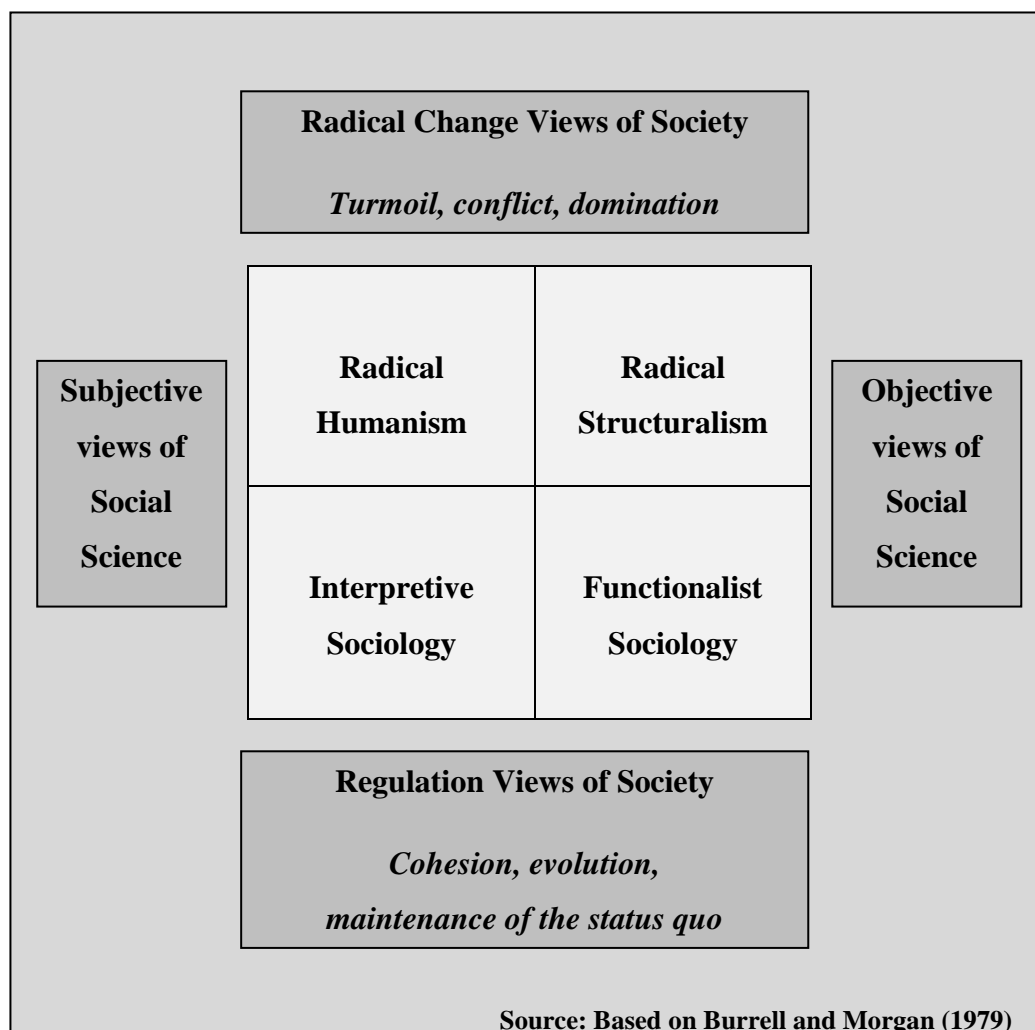 Radical Change Views of Society
Turmoil, conflict, domination
Subjective
views of
Social
Science
Radical
Humanism
Radical
Structuralism
Objective
views of
Social
Science
Interpretive
Sociology
Functionalist
Sociology
Regulation Views of Society
Cohesion, evolution,
maintenance of the status quo
Source: Based on Burrell and Morgan (1979)